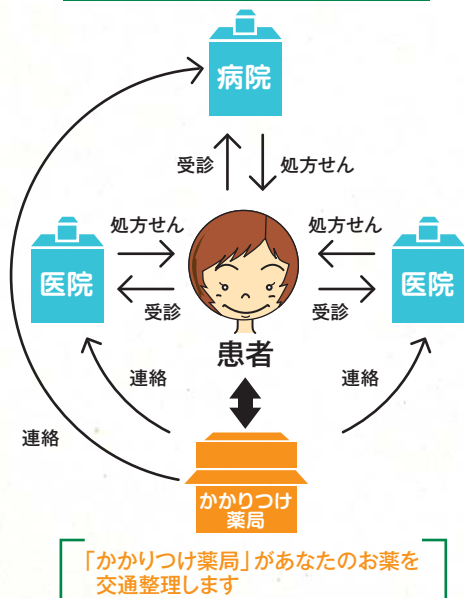 病院
受診
処方せん
処方せん
処方せん
医院
医院
受診
受診
患者
連絡
連絡
連絡
かかりつけ
薬局
「かかりつけ薬局」があなたのお薬を
交通整理します